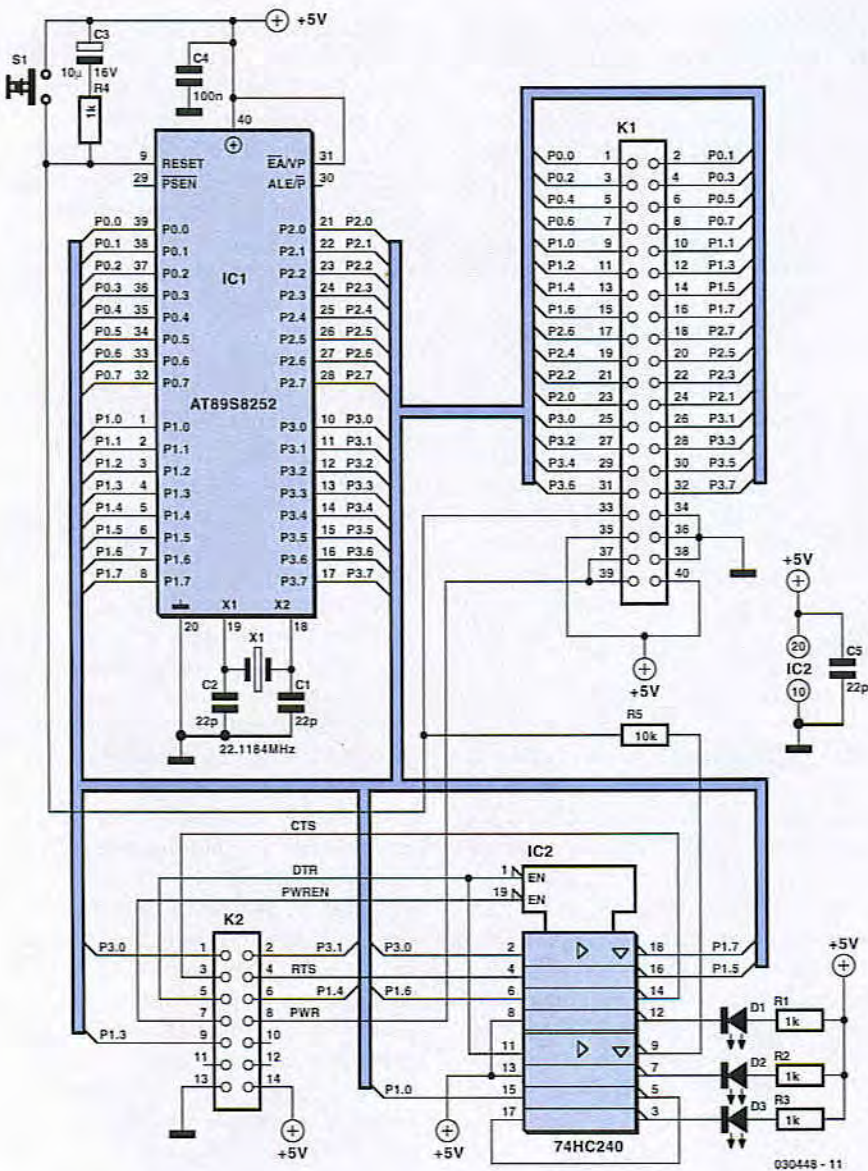 +5V
C3
S1
10µ 16V
C4
R4
100n
1k
40
9 RESET EA/VP 31
29 PSEN ALE/P 30
P0.0 39 P0.0 P2.0 21 P2.0
P0.1 38 P0.1 P2.1 22 P2.1
P0.2 37 P0.2 P2.2 23 P2.2
IC1
P0.3 36 P0.3 P2.3 24 P2.3
P0.4 35 P0.4 P2.4 25 P2.4
P0.5 34 P0.5 P2.5 26 P2.5
P0.6 33 P0.6 P2.6 27 P2.6
P0.7 32 P0.7 P2.7 28 P2.7
AT89S8252
P1.0 1 P1.0 P3.0 10 P3.0
P1.1 2 P1.1 P3.1 11 P3.1
P1.2 3 P1.2 P3.2 12 P3.2
P1.3 4 P1.3 P3.3 13 P3.3
P1.4 5 P1.4 P3.4 14 P3.4
P1.5 6 P1.5 P3.5 15 P3.5
P1.6 7 P1.6 P3.6 16 P3.6
P1.7 8 P1.7 P3.7 17 P3.7
X1 X2
20 19 18
X1
C2 C1
22p 22p
22.1184MHz
K1
P0.0 1 2 P0.1
P0.2 3 4 P0.3
P0.4 5 6 P0.5
P0.6 7 8 P0.7
P1.0 9 10 P1.1
P1.2 11 12 P1.3
P1.4 13 14 P1.5
P1.6 15 16 P1.7
P2.6 17 18 P2.7
P2.4 19 20 P2.5
P2.2 21 22 P2.3
P2.0 23 24 P2.1
P3.0 25 26 P3.1
P3.2 27 28 P3.3
P3.4 29 30 P3.5
P3.6 31 32 P3.7
33 34
35 36
37 38
39 40
+5V
+5V
20
IC2
10
C5
22p
R5
10k
CTS
DTR
PWREN
IC2
1 EN
19 EN
K2
P3.0 1 2 P3.1
3 4 RTS
5 6 P1.4
7 8 PWR
P1.3 9 10
11 12
13 14
+5V
P3.0 2 18 P1.7
4 16 P1.5
P1.6 6 14
8 12
11 9
13 7
P1.0 15 5
17 3
74HC240
+5V
+5V
D1 R1
1k
D2 R2
1k
D3 R3
1k
030448 - 11